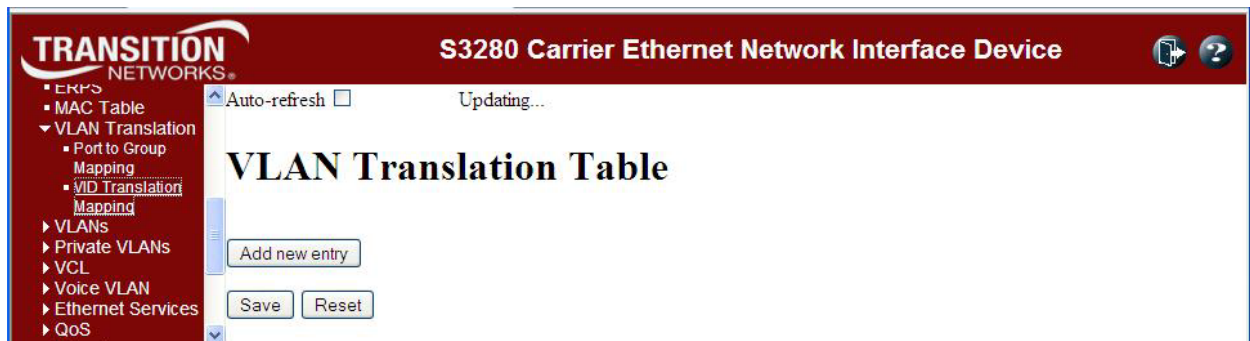 TRANSITION
NETWORKS®
S3280 Carrier Ethernet Network Interface Device
?
ERPS
MAC Table
VLAN Translation
Port to Group
Mapping
VID Translation
Mapping
VLANs
Private VLANs
VCL
Voice VLAN
Ethernet Services
QoS
Auto-refresh
Updating...
VLAN Translation Table
Add new entry
Save
Reset